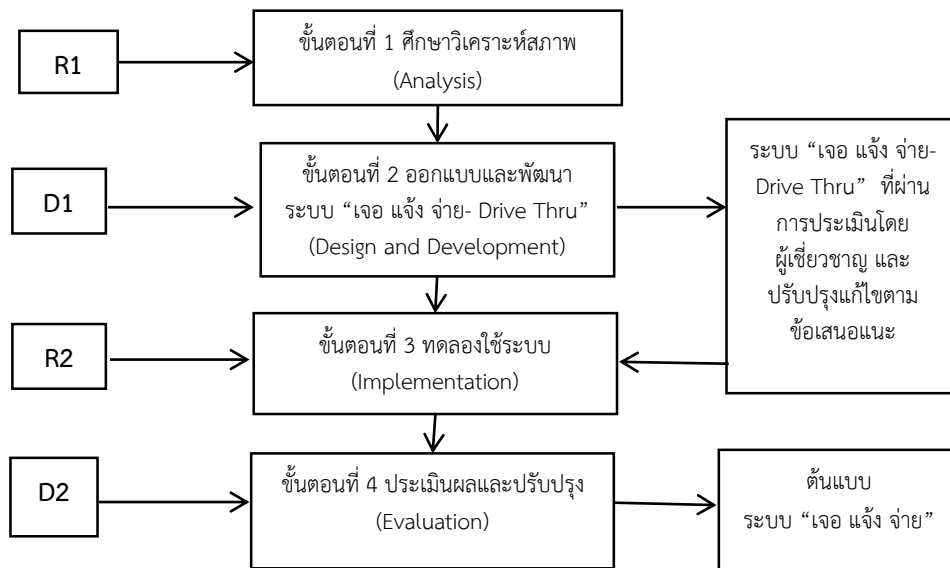 R1
ขั้นตอนที่ 1 ศึกษาวิเคราะห์สภาพ
(Analysis)
D1
ขั้นตอนที่ 2 ออกแบบและพัฒนา
ระบบ “เจอ แจ้ง จ่าย- Drive Thru”
(Design and Development)
ระบบ “เจอ แจ้ง จ่าย-
Drive Thru” ที่ผ่าน
การประเมินโดย
ผู้เชี่ยวชาญ และ
ปรับปรุงแก้ไขตาม
ข้อเสนอแนะ
R2
ขั้นตอนที่ 3 ทดลองใช้ระบบ
(Implementation)
D2
ขั้นตอนที่ 4 ประเมินผลและปรับปรุง
(Evaluation)
ต้นแบบ
ระบบ “เจอ แจ้ง จ่าย”